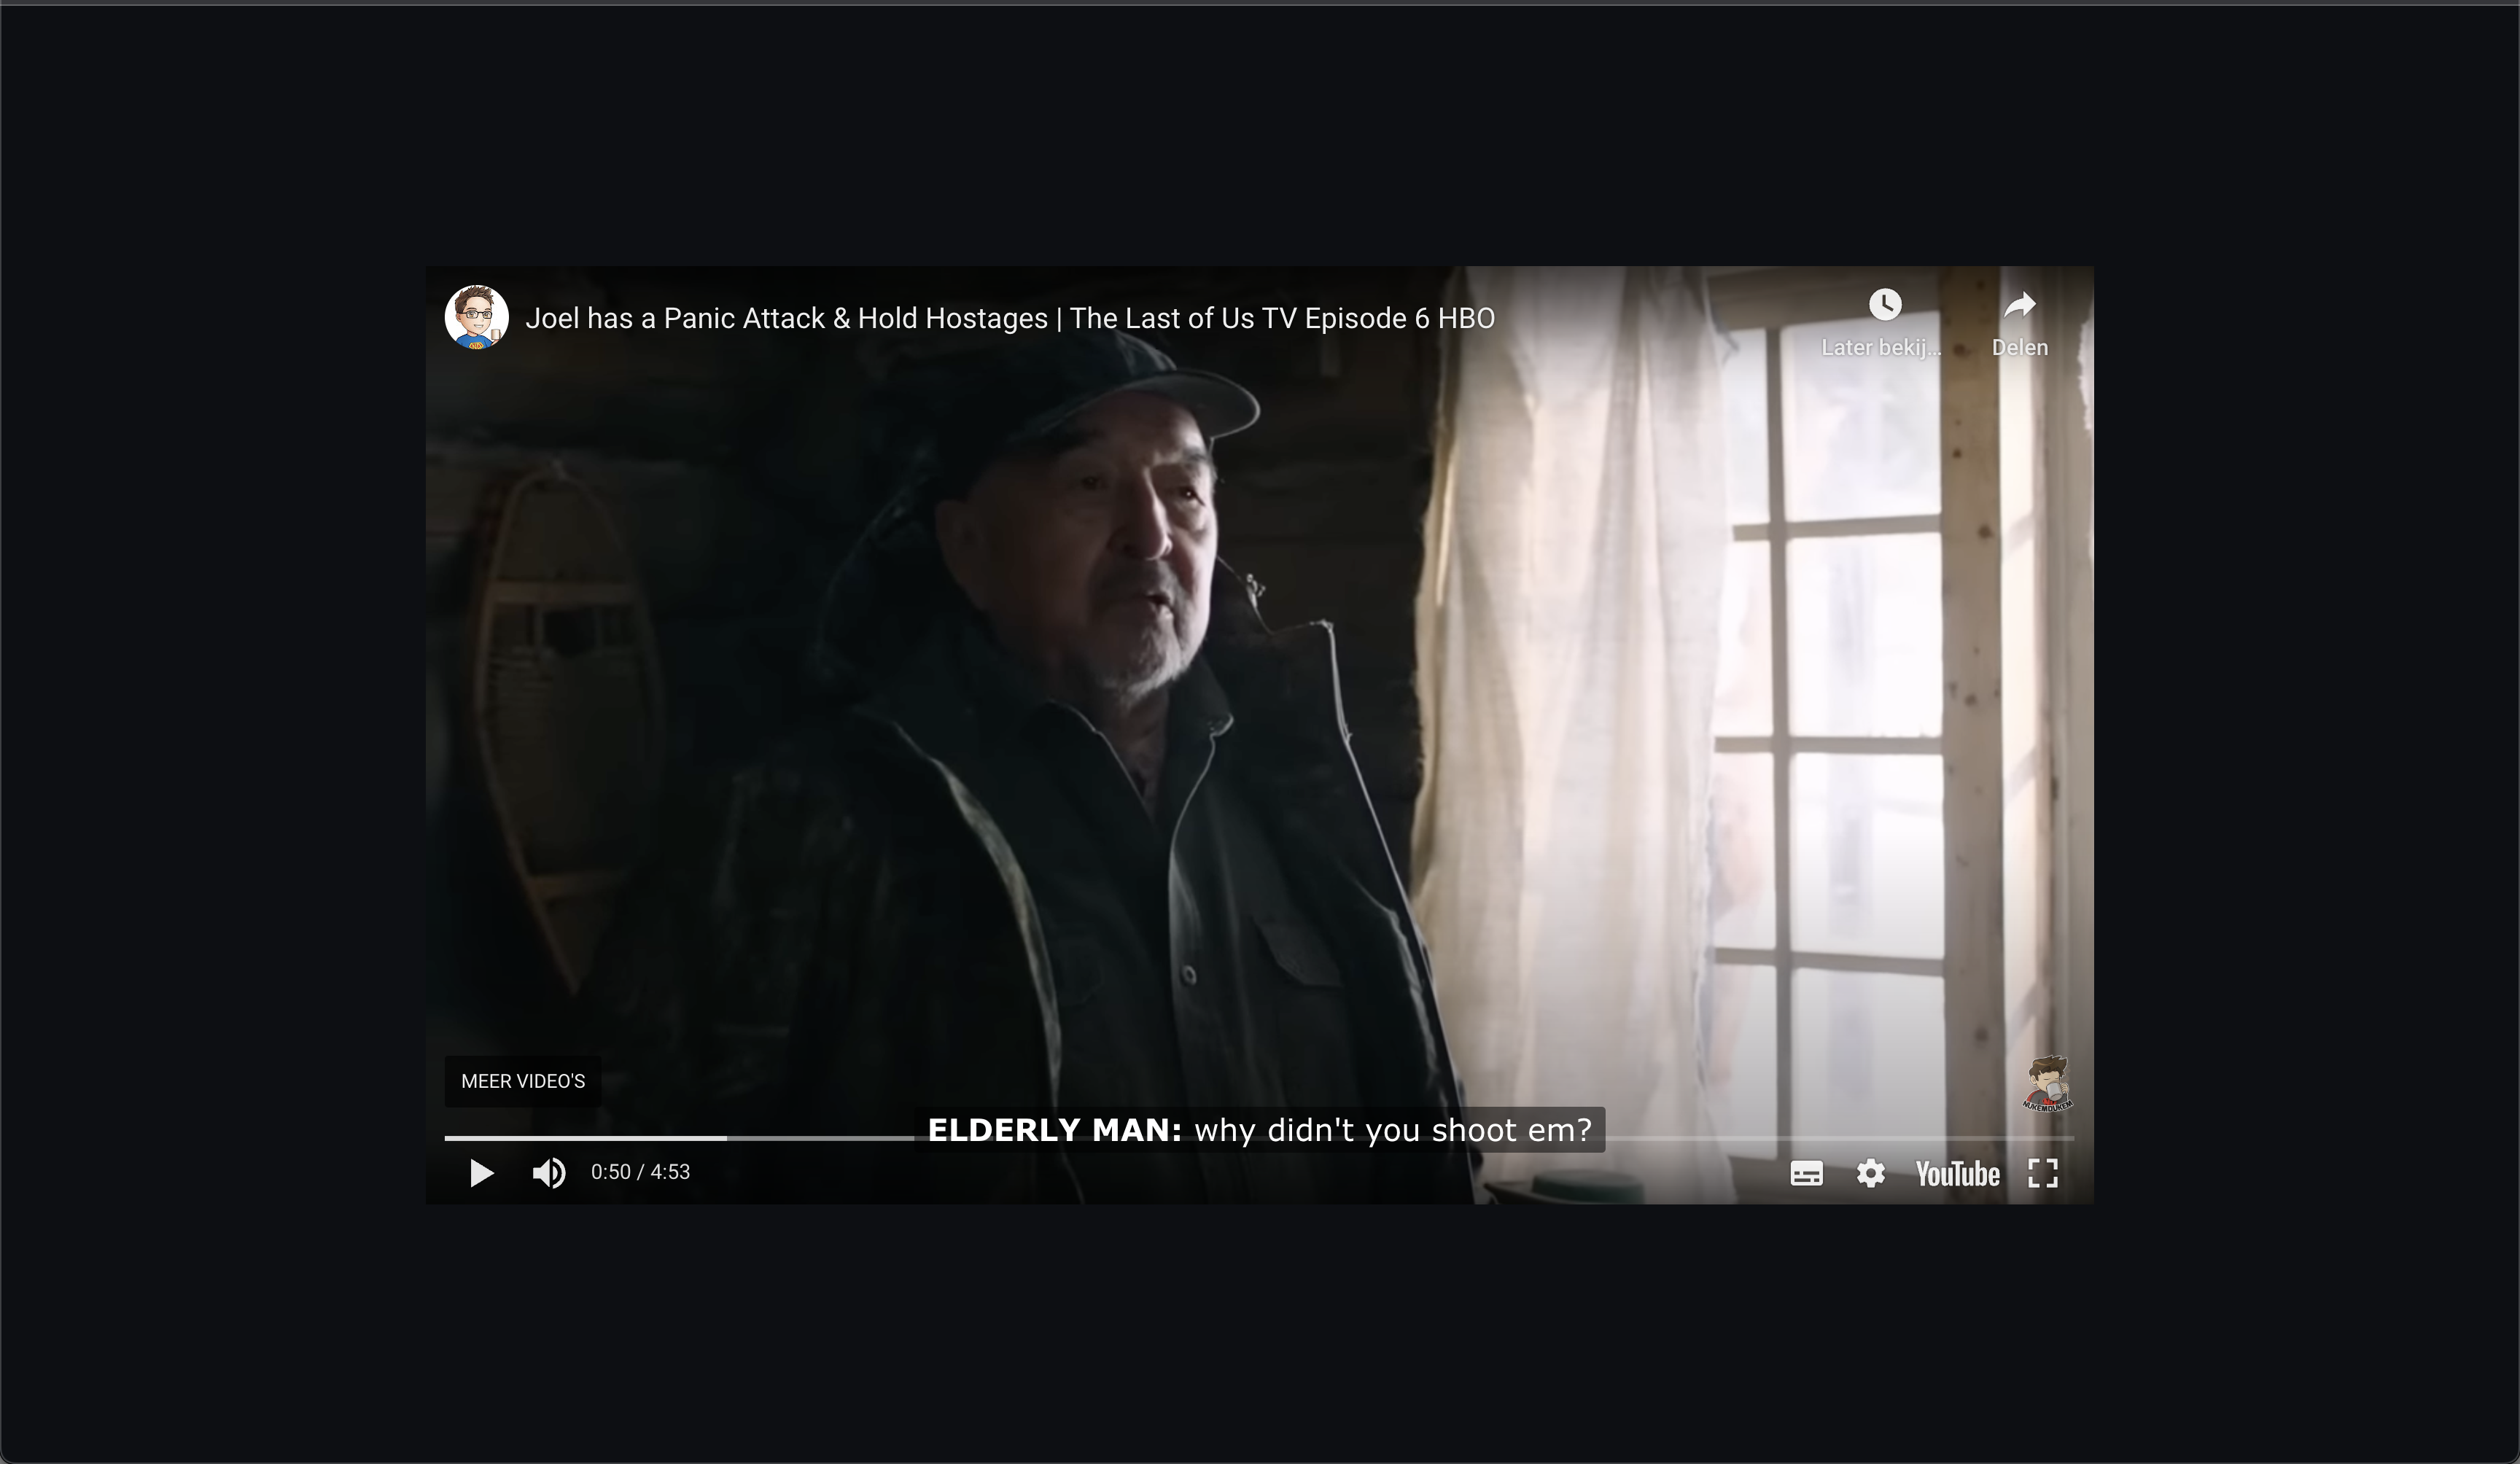 Joel has a Panic Attack & Hold Hostages | The Last of Us TV Episode 6 HBO
Later bekij...
Delen
MEER VIDEO'S
NUKEMDUKEM
ELDERLY MAN: why didn't you shoot em?
0:50 / 4:53
YouTube